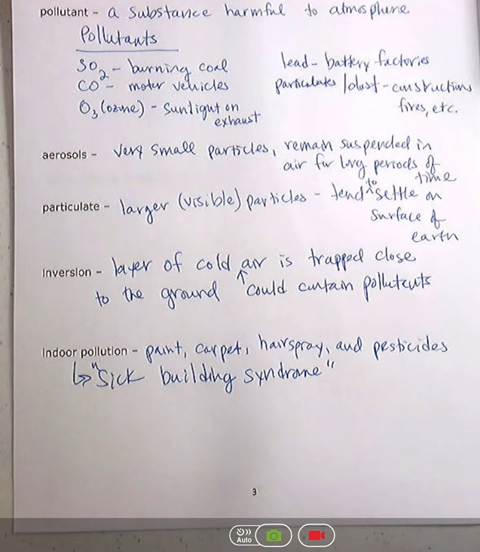 pollutant - a substance harmful to atmosphere
Pollutants
SO2 - burning coal
CO - motor vehicles
O3 (ozone) - sunlight on
exhaust
lead - battery factories
particulates / dust - constructions
fires, etc.
aerosols - very small particles, remain suspended in
air for long periods of
time
particulate - larger (visible) particles - tend to settle on
surface of
earth
Inversion - layer of cold air is trapped close
to the ground ↑ could contain pollutants
Indoor pollution - paint, carpet, hairspray, and pesticides
↳ "Sick building syndrome"
3
Auto